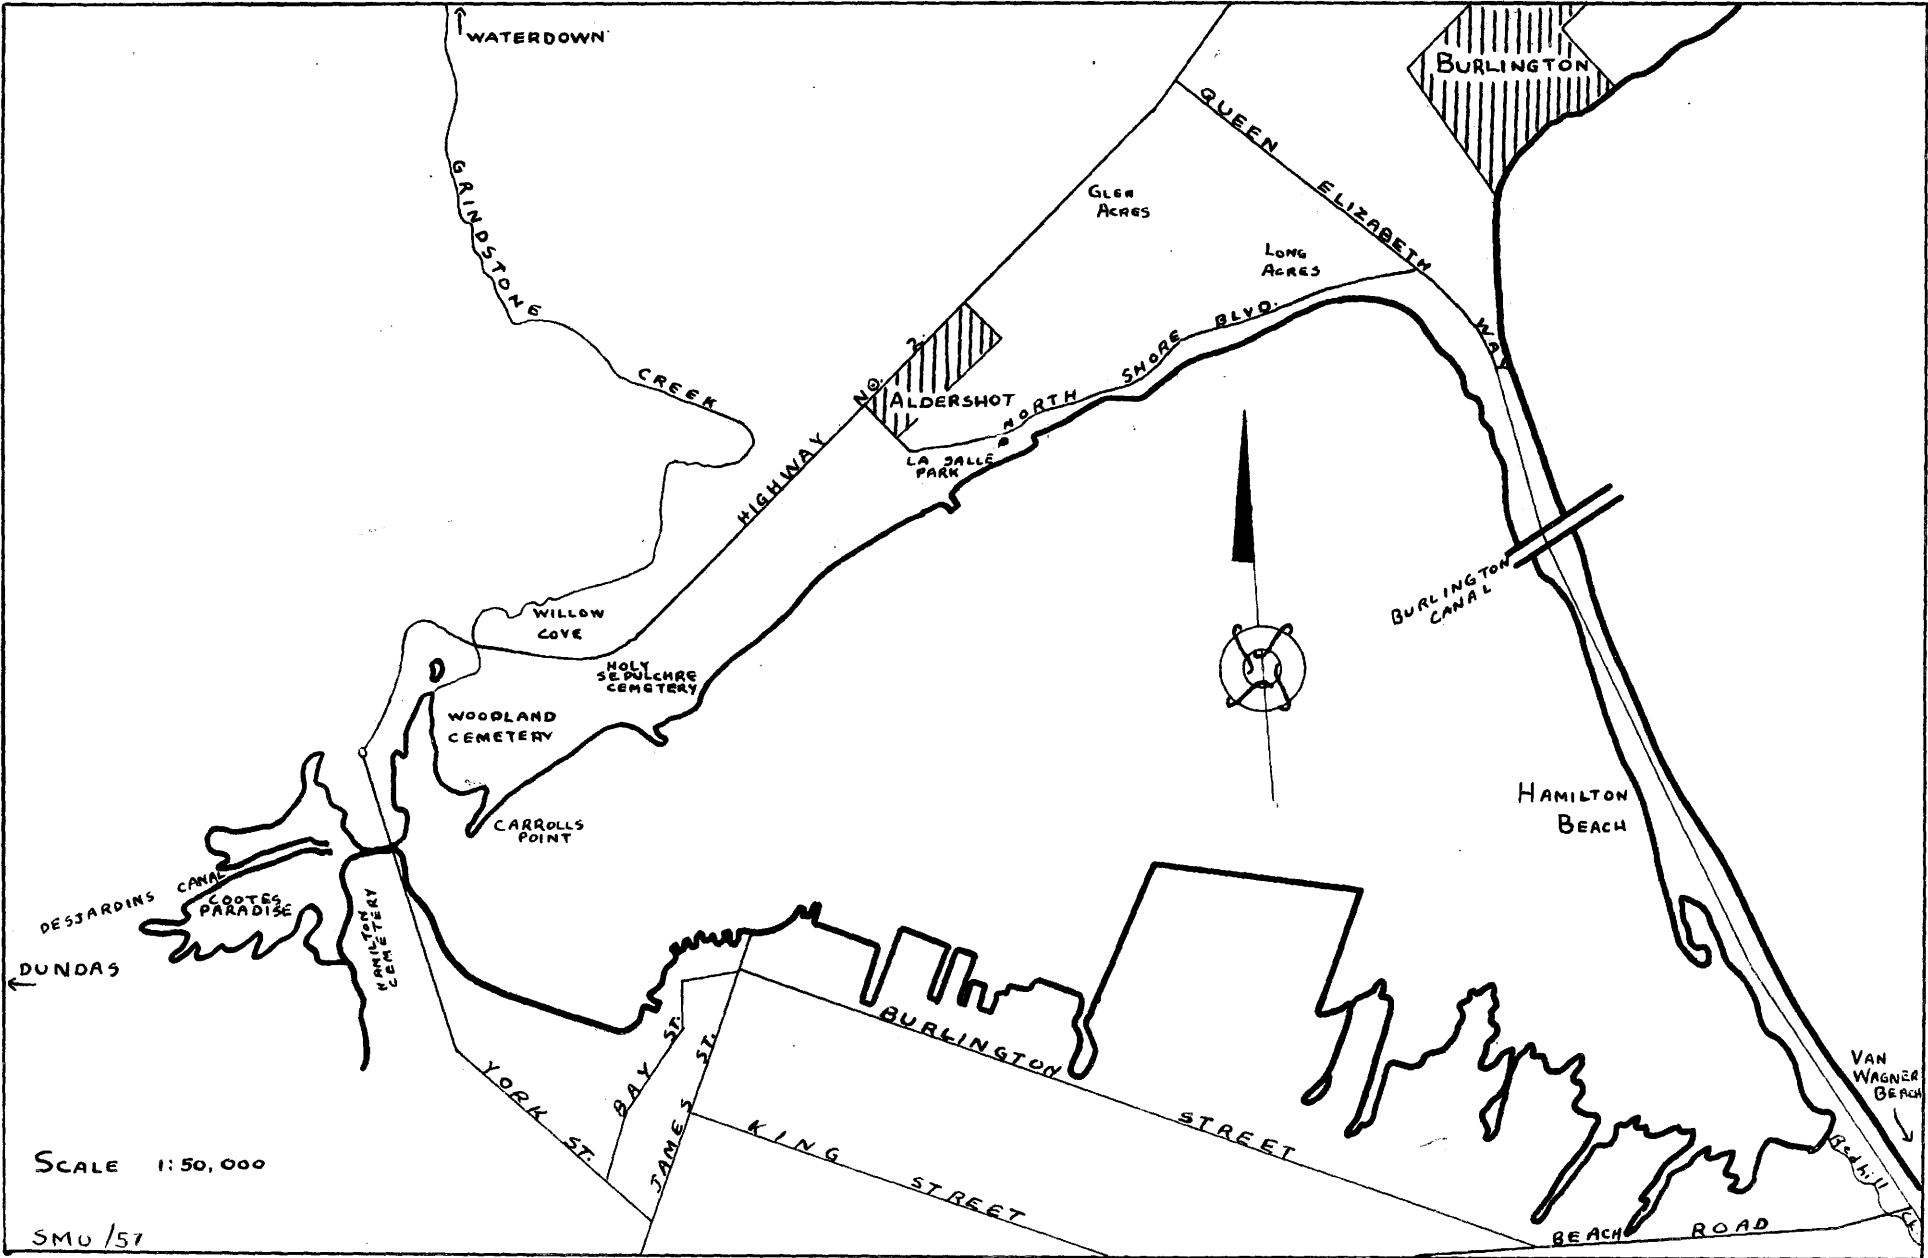 WATERDOWN
BURLINGTON
QUEEN ELIZABETH WAY
GRINDSTONE CREEK
GLEN
ACRES
LONG
ACRES
HIGHWAY NO. 2.
ALDERSHOT
NORTH SHORE BLVD.
LA SALLE
PARK
BURLINGTON
CANAL
WILLOW
COVE
HOLY
SEPULCHRE
CEMETERY
WOODLAND
CEMETERY
CARROLLS
POINT
HAMILTON
BEACH
DESJARDINS CANAL
COOTES
PARADISE
HAMILTON
CEMETERY
DUNDAS
YORK ST.
BAY ST.
JAMES ST.
BURLINGTON STREET
KING STREET
VAN
WAGNER
BEACH
Redhill Ck.
BEACH ROAD
SCALE 1:50,000
SMU /57